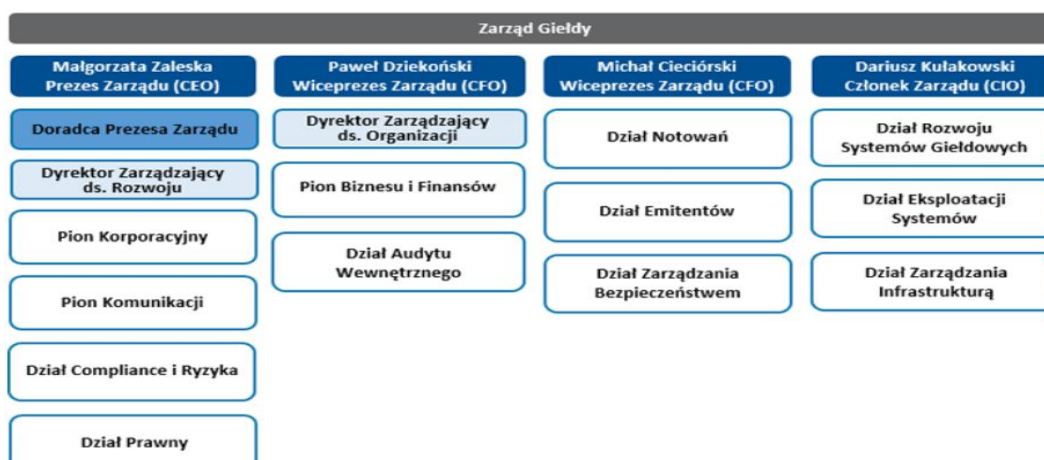 Zarząd Giełdy
Małgorzata Zaleska
Prezes Zarządu (CEO)
Doradca Prezesa Zarządu
Dyrektor Zarządzający
ds. Rozwoju
Pion Korporacyjny
Pion Komunikacji
Dział Compliance i Ryzyka
Dział Prawny
Paweł Dziekoński
Wiceprezes Zarządu (CFO)
Dyrektor Zarządzający
ds. Organizacji
Pion Biznesu i Finansów
Dział Audytu
Wewnętrznego
Michał Cieciórski
Wiceprezes Zarządu (CFO)
Dział Notowań
Dział Emitentów
Dział Zarządzania
Bezpieczeństwem
Dariusz Kułakowski
Członek Zarządu (CIO)
Dział Rozwoju
Systemów Giełdowych
Dział Eksploatacji
Systemów
Dział Zarządzania
Infrastrukturą